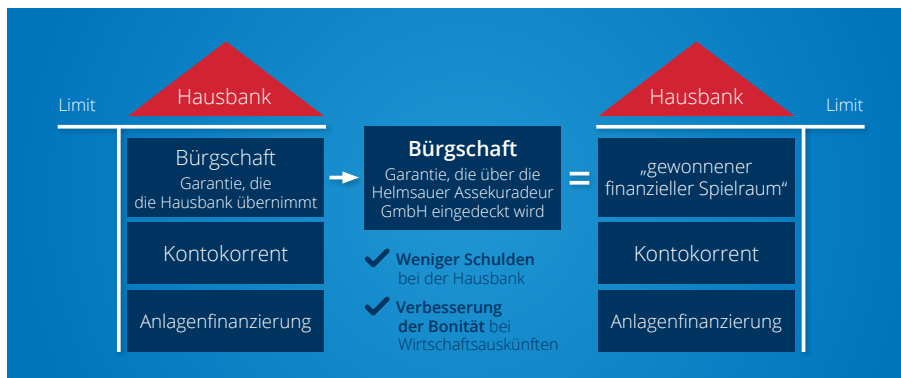 Limit
Hausbank
Bürgschaft
Garantie, die
die Hausbank übernimmt
Kontokorrent
Anlagenfinanzierung
Bürgschaft
Garantie, die über die
Helmsauer Assekuradeur
GmbH eingedeckt wird
Weniger Schulden
bei der Hausbank
Verbesserung
der Bonität bei
Wirtschaftsauskünften
Hausbank
Limit
„gewonnener
finanzieller Spielraum“
Kontokorrent
Anlagenfinanzierung